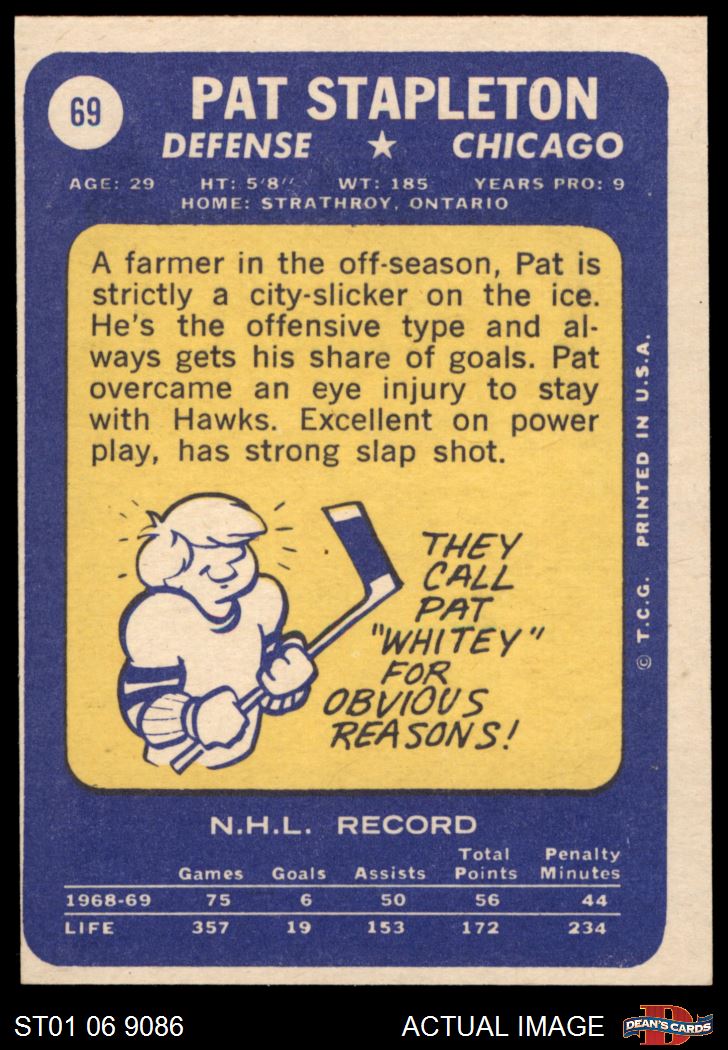 69
PAT STAPLETON
DEFENSE ★ CHICAGO
AGE: 29 HT: 5'8" WT: 185 YEARS PRO: 9
HOME: STRATHROY, ONTARIO
A farmer in the off-season, Pat is
strictly a city-slicker on the ice.
He's the offensive type and al-
ways gets his share of goals. Pat
overcame an eye injury to stay
with Hawks. Excellent on power
play, has strong slap shot.
THEY
CALL
PAT
"WHITEY"
FOR
OBVIOUS
REASONS!
© T.C.G. PRINTED IN U.S.A.
N.H.L. RECORD
Games Goals Assists Total Points Penalty Minutes
1968-69 75 6 50 56 44
LIFE 357 19 153 172 234
ST01 06 9086 ACTUAL IMAGE
D
DEAN'S CARDS